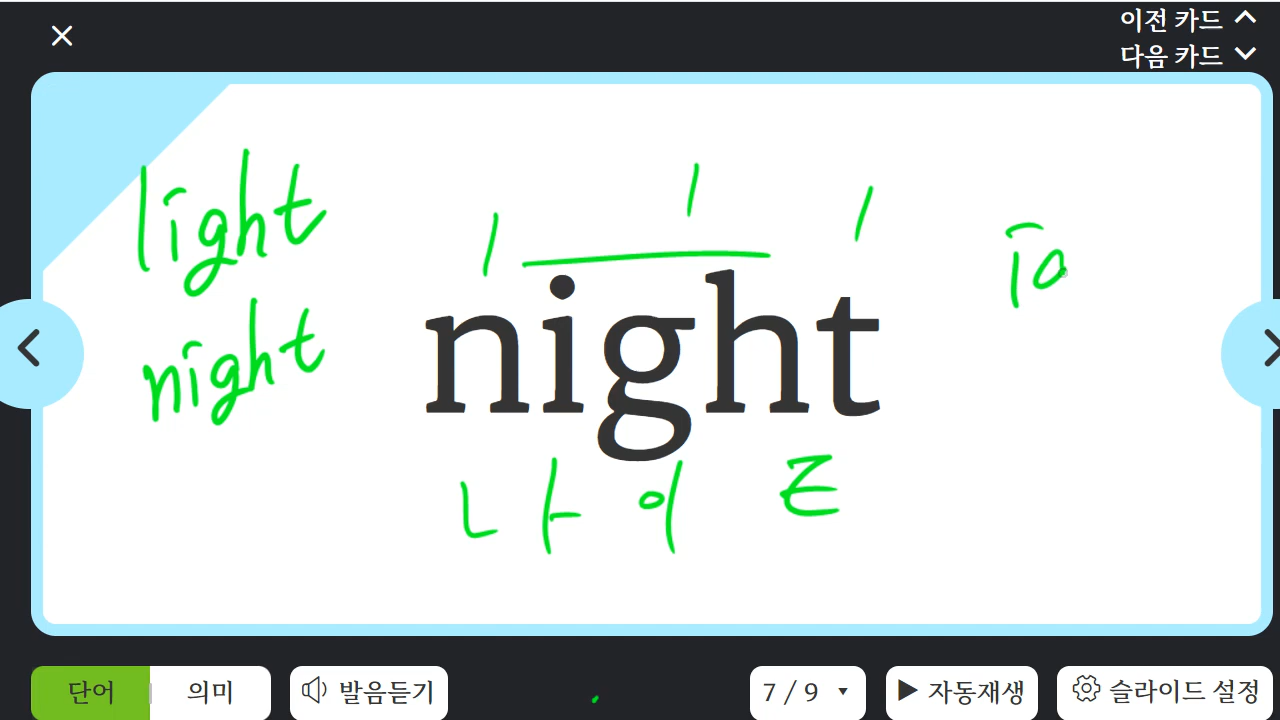 이전 카드
다음 카드
light
night
night
ㄴ ㅏ 이 ㅌ
단어
의미
발음듣기
7 / 9
자동재생
슬라이드 설정